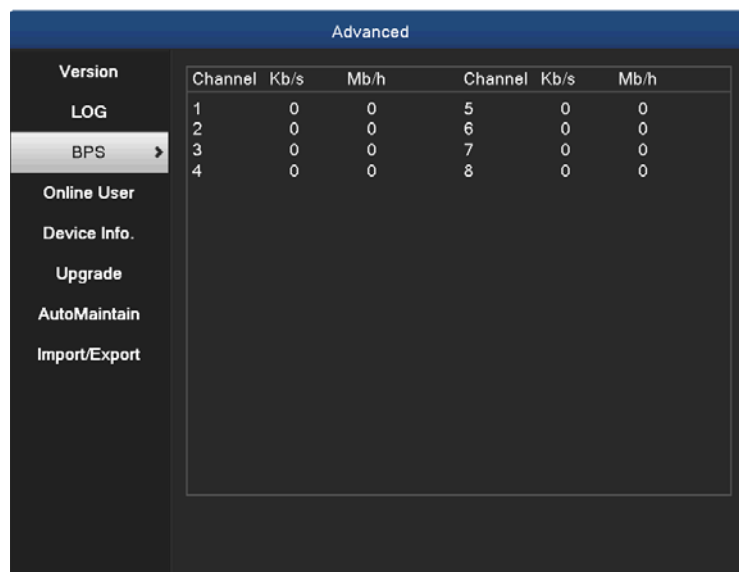 Advanced
Version
LOG
BPS
Online User
Device Info.
Upgrade
AutoMaintain
Import/Export
Channel Kb/s Mb/h Channel Kb/s Mb/h
1 0 0 5 0 0
2 0 0 6 0 0
3 0 0 7 0 0
4 0 0 8 0 0